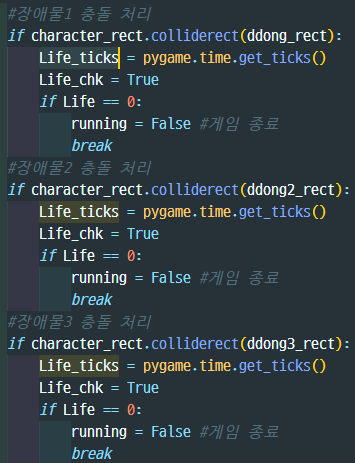 #장애물1 충돌 처리
if character_rect.colliderect(ddong_rect):
    Life_ticks = pygame.time.get_ticks()
    Life_chk = True
    if Life == 0:
        running = False #게임 종료
        break
#장애물2 충돌 처리
if character_rect.colliderect(ddong2_rect):
    Life_ticks = pygame.time.get_ticks()
    Life_chk = True
    if Life == 0:
        running = False #게임 종료
        break
#장애물3 충돌 처리
if character_rect.colliderect(ddong3_rect):
    Life_ticks = pygame.time.get_ticks()
    Life_chk = True
    if Life == 0:
        running = False #게임 종료
        break